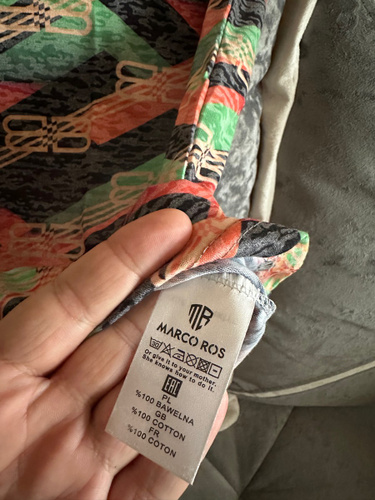 MR
MARCO ROS
Or give it to your mother.
She knows how to do it.
EAC
PL
%100 BAWELNA
GB
%100 COTTON
FR
%100 COTON